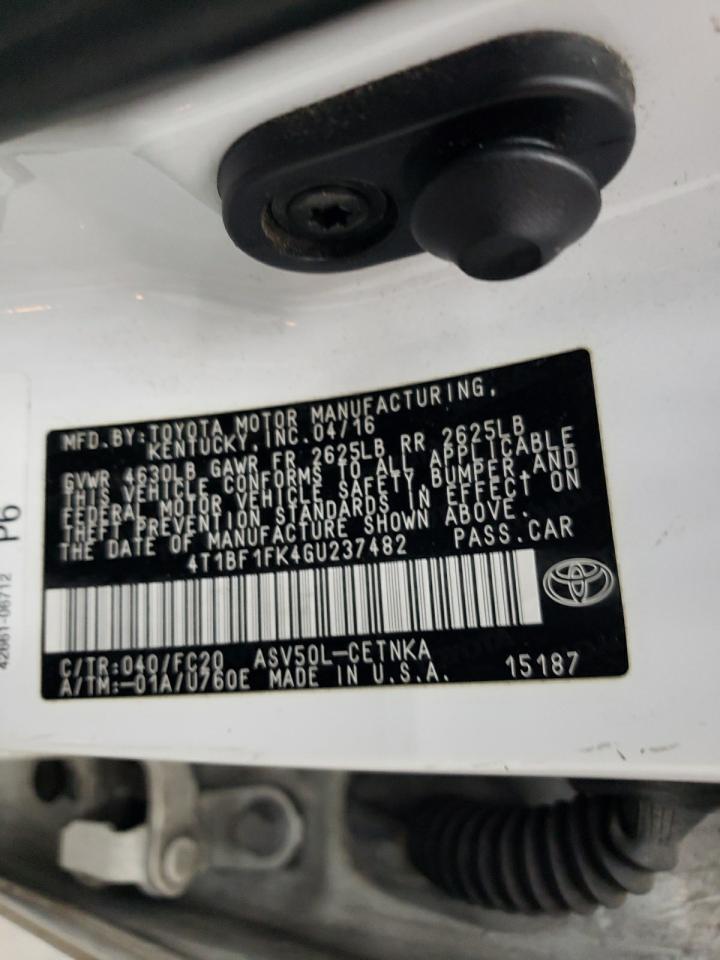 MFD.BY:TOYOTA MOTOR MANUFACTURING,
KENTUCKY, INC.04/16
GVWR 4630LB GAWR FR 2625LB RR 2625LB
THIS VEHICLE CONFORMS TO ALL APPLICABLE
FEDERAL MOTOR VEHICLE SAFETY, BUMPER, AND
THEFT PREVENTION STANDARDS IN EFFECT ON
THE DATE OF MANUFACTURE SHOWN ABOVE.
4T1BF1FK4GU237482 PASS.CAR
C/TR:040/FC20 ASV50L-CETNKA
A/TM:-01A/U760E MADE IN U.S.A. 15187
P6
42661-06712